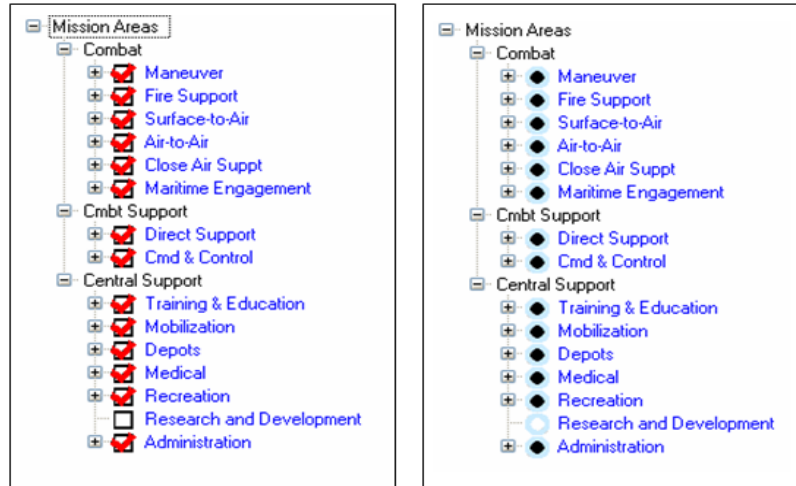 Mission Areas
Combat
Maneuver
Fire Support
Surface-to-Air
Air-to-Air
Close Air Suppt
Maritime Engagement
Cmbt Support
Direct Support
Cmd & Control
Central Support
Training & Education
Mobilization
Depots
Medical
Recreation
Research and Development
Administration
Mission Areas
Combat
Maneuver
Fire Support
Surface-to-Air
Air-to-Air
Close Air Suppt
Maritime Engagement
Cmbt Support
Direct Support
Cmd & Control
Central Support
Training & Education
Mobilization
Depots
Medical
Recreation
Research and Development
Administration